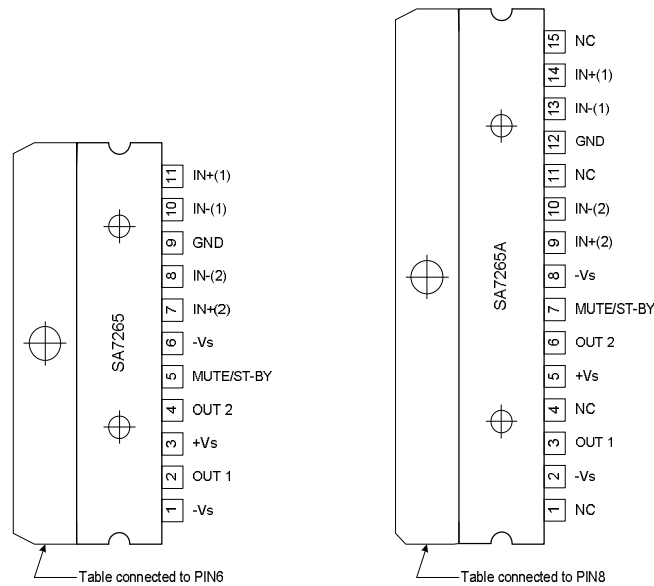 SA7265
11 IN+(1)
10 IN-(1)
9 GND
8 IN-(2)
7 IN+(2)
6 -Vs
5 MUTE/ST-BY
4 OUT 2
3 +Vs
2 OUT 1
1 -Vs
Table connected to PIN6
SA7265A
15 NC
14 IN+(1)
13 IN-(1)
12 GND
11 NC
10 IN-(2)
9 IN+(2)
8 -Vs
7 MUTE/ST-BY
6 OUT 2
5 +Vs
4 NC
3 OUT 1
2 -Vs
1 NC
Table connected to PIN8